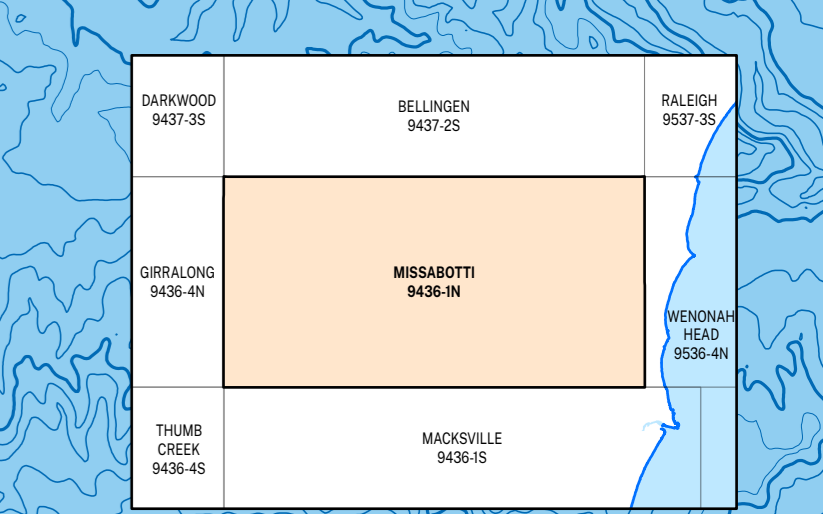 DARKWOOD
9437-3S
BELLINGEN
9437-2S
RALEIGH
9537-3S
GIRRALONG
9436-4N
MISSABOTTI
9436-1N
WENONAH
HEAD
9536-4N
THUMB
CREEK
9436-4S
MACKSVILLE
9436-1S